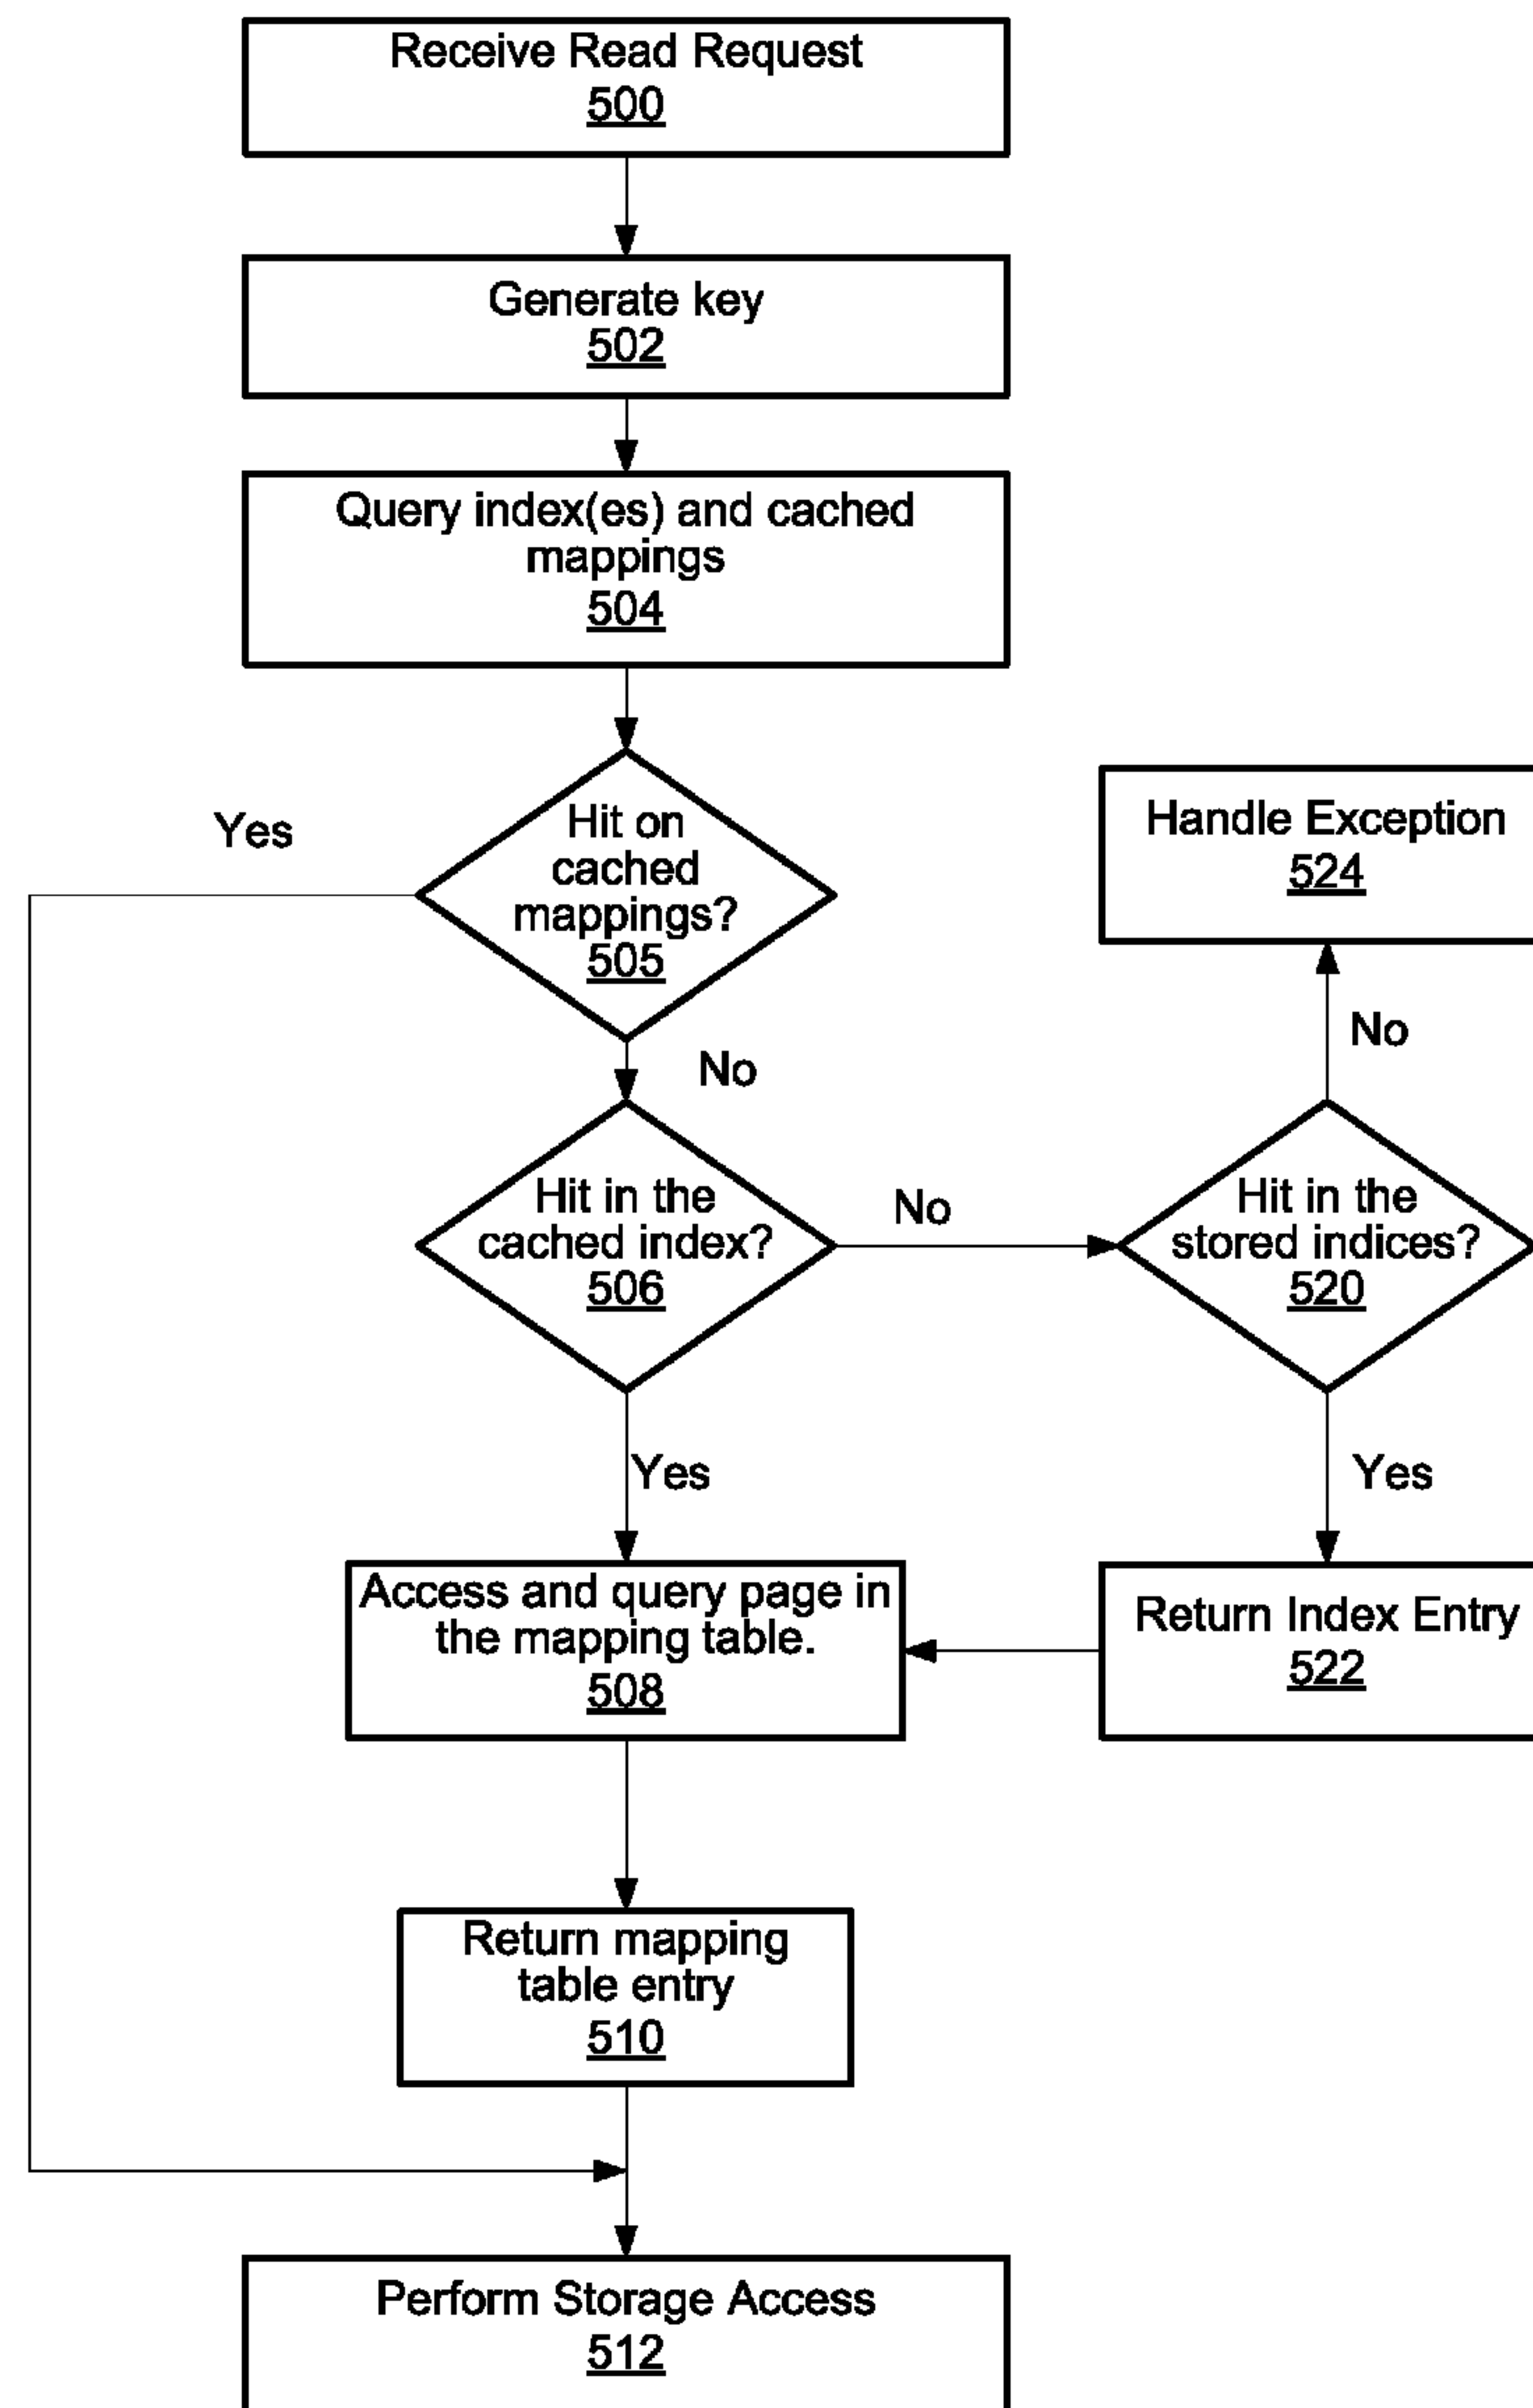 Receive Read Request
500
Generate key
502
Query index(es) and cached
mappings
504
Yes
Hit on
cached
mappings?
505
Handle Exception
524
No
No
Hit in the
cached index?
506
No
Hit in the
stored indices?
520
Yes
Yes
Access and query page in
the mapping table.
508
Return Index Entry
522
Return mapping
table entry
510
Perform Storage Access
512